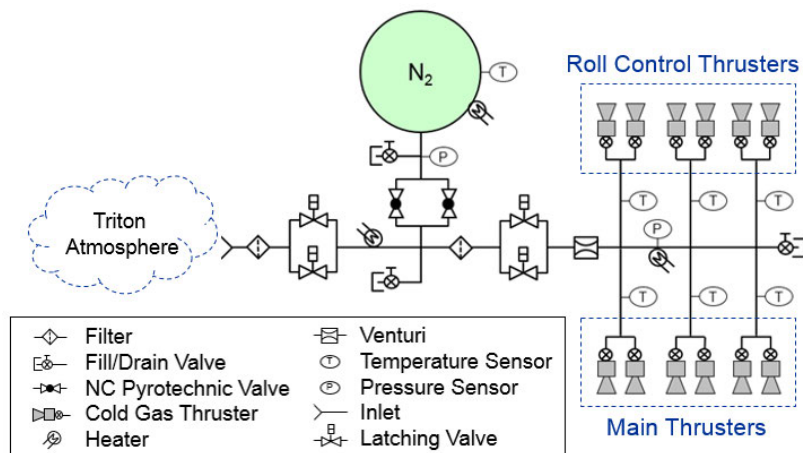 N₂
T
Roll Control Thrusters
P
Triton
Atmosphere
T
T
T
P
T
T
T
Filter
Fill/Drain Valve
NC Pyrotechnic Valve
Cold Gas Thruster
Heater
Venturi
T Temperature Sensor
P Pressure Sensor
Inlet
Latching Valve
Main Thrusters